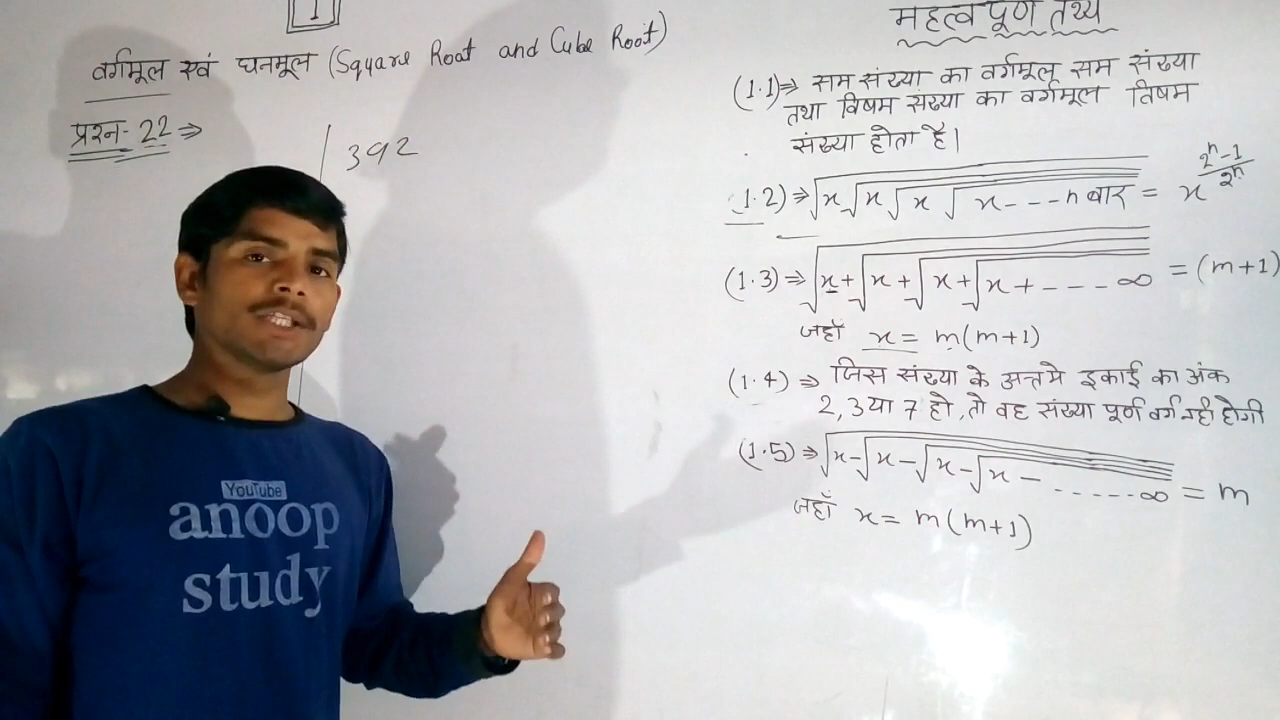 1
वर्गमूल एवं घनमूल (Square Root and Cube Root)
प्रश्न- 22 ⇒
392
महत्वपूर्ण तथ्य
(1.1)⇒ सम संख्या का वर्गमूल सम संख्या
तथा विषम संख्या का वर्गमूल विषम
संख्या होता है।
(1.2)⇒ √x√x√x√x---n बार = x^(2^n-1/2^n)
(1.3)⇒ √x+√x+√x+√x+----∞ = (m+1)
जहाँ x = m(m+1)
(1.4)⇒ जिस संख्या के अन्त मे इकाई का अंक
2, 3 या 7 हो, तो वह संख्या पूर्ण वर्ग नही होगी
(1.5)⇒ √x-√x-√x-√x-......∞ = m
जहाँ x = m(m+1)
YouTube
anoop
study